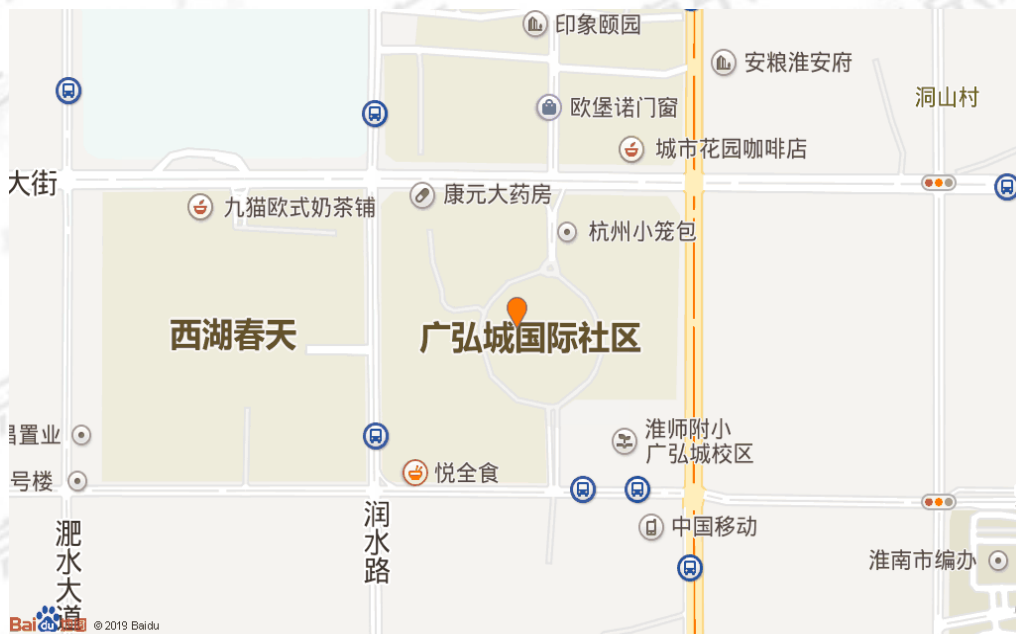 印象颐园
安粮淮安府
洞山村
欧堡诺门窗
城市花园咖啡店
大街
康元大药房
九猫欧式奶茶铺
杭州小笼包
西湖春天
广弘城国际社区
置业
淮师附小
广弘城校区
悦全食
号楼
中国移动
润水路
淝水大道
淮南市编办
Bai du
© 2019 Baidu